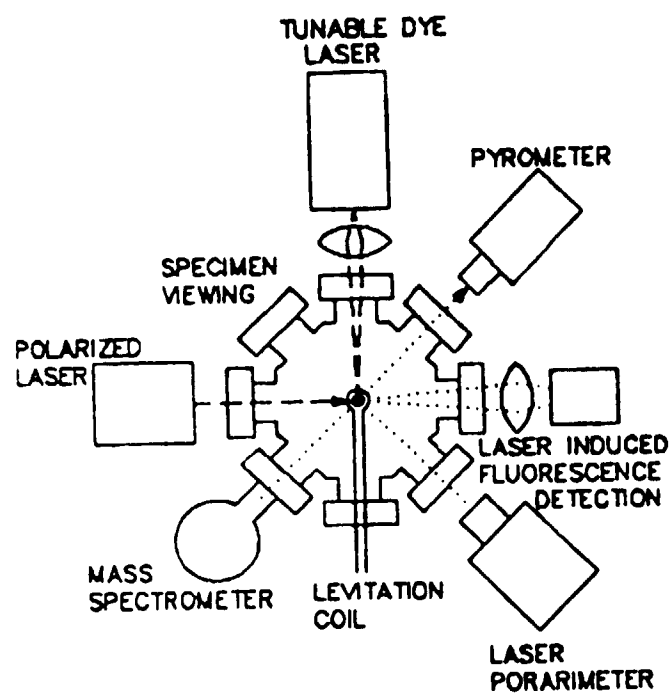 TUNABLE DYE
LASER
PYROMETER
SPECIMEN
VIEWING
POLARIZED
LASER
LASER INDUCED
FLUORESCENCE
DETECTION
MASS
SPECTROMETER
LEVITATION
COIL
LASER
PORARIMETER